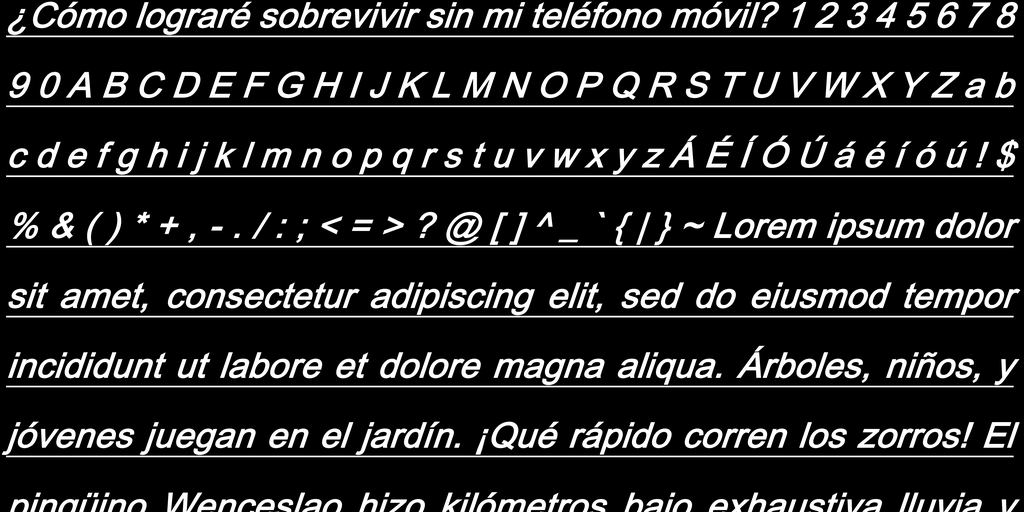 ¿Cómo lograré sobrevivir sin mi teléfono móvil? 1 2 3 4 5 6 7 8
9 0 A B C D E F G H I J K L M N O P Q R S T U V W X Y Z a b
c d e f g h i j k l m n o p q r s t u v w x y z Á É Í Ó Ú á é í ó ú ! $
% & ( ) * + , - . / : ; < = > ? @ [ ] ^ _ ` { | } ~ Lorem ipsum dolor
sit amet, consectetur adipiscing elit, sed do eiusmod tempor
incididunt ut labore et dolore magna aliqua. Árboles, niños, y
jóvenes juegan en el jardín. ¡Qué rápido corren los zorros! El
pingüino Wenceslao hizo kilómetros bajo exhaustiva lluvia y